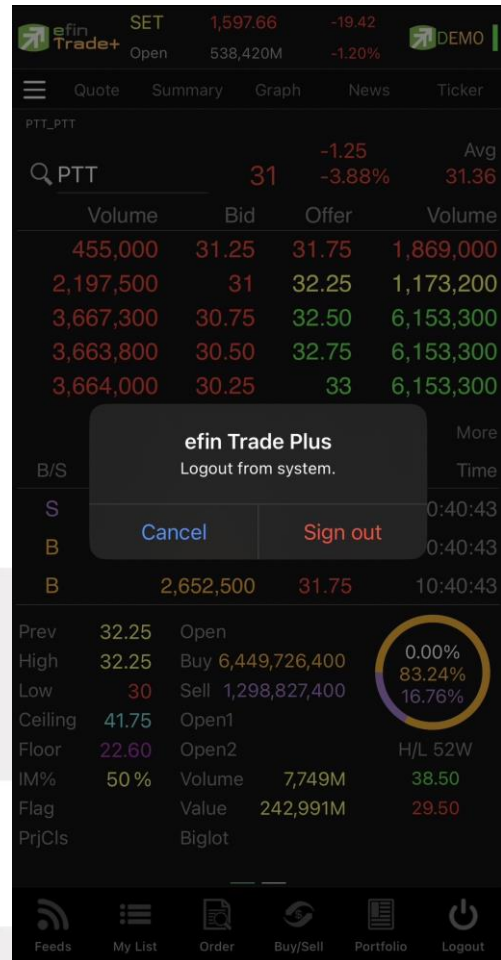 efin Trade+ SET 1,597.66 -19.42 DEMO
Open 538,420M -1.20%
Quote Summary Graph News Ticker
PTT_PTT
-1.25 Avg
PTT 31 -3.88% 31.36
Volume Bid Offer Volume
455,000 31.25 31.75 1,869,000
2,197,500 31 32.25 1,173,200
3,667,300 30.75 32.50 6,153,300
3,663,800 30.50 32.75 6,153,300
3,664,000 30.25 33 6,153,300
More
efin Trade Plus
Logout from system.
Cancel Sign out
B/S Time
S 0:40:43
B 0:40:43
B 2,652,500 31.75 10:40:43
Prev 32.25 Open
High 32.25 Buy 6,449,726,400 0.00%
83.24%
Low 30 Sell 1,298,827,400 16.76%
Ceiling 41.75 Open1
Floor 22.60 Open2 H/L 52W
IM% 50% Volume 7,749M 38.50
Flag Value 242,991M 29.50
PrjCls Biglot
Feeds My List Order Buy/Sell Portfolio Logout